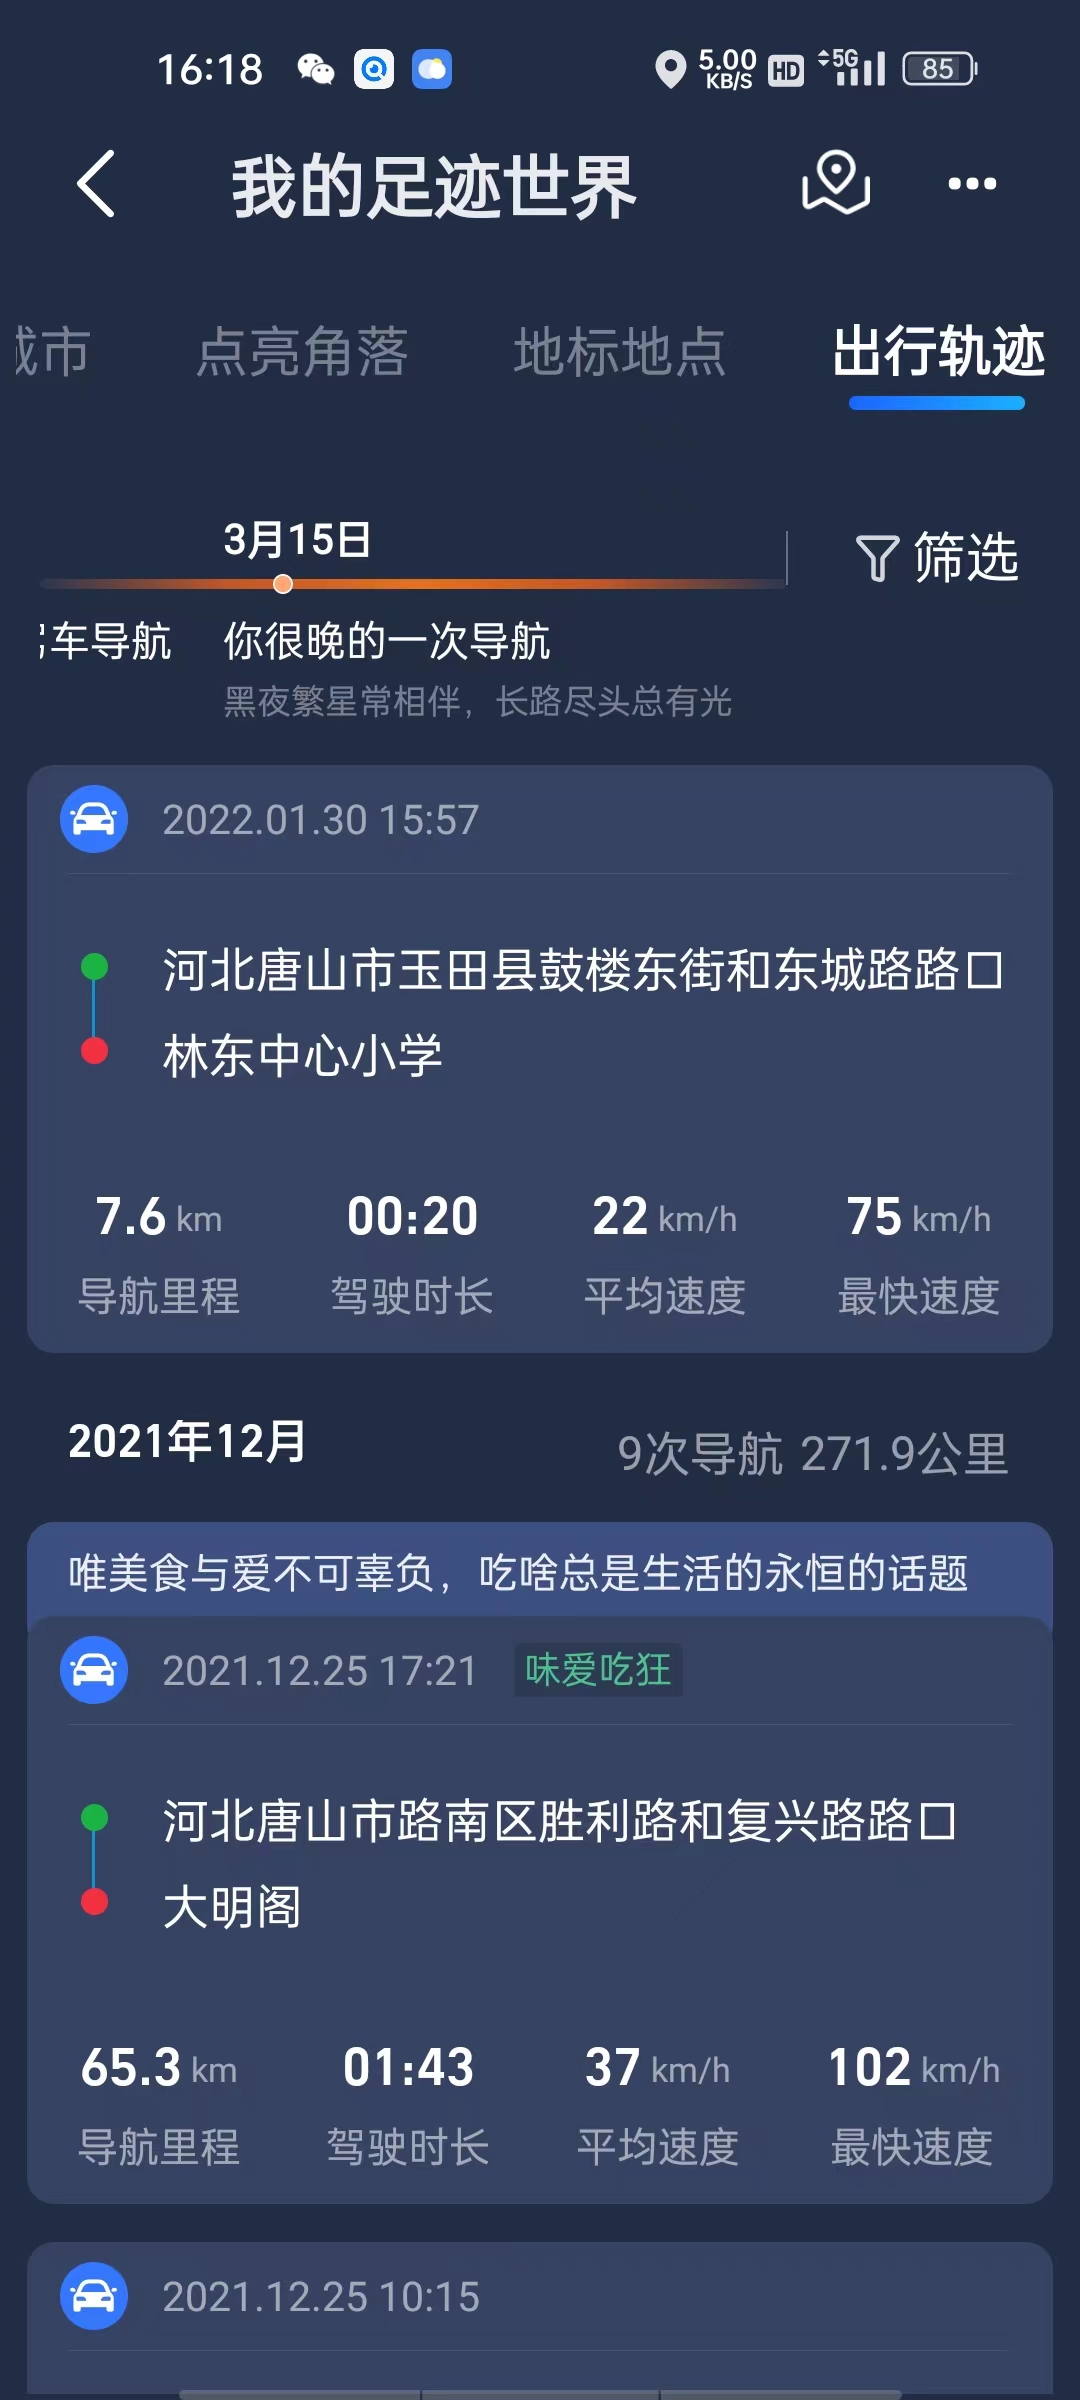 16:18 5.00 KB/S HD 5G 85
我的足迹世界
城市 点亮角落 地标地点 出行轨迹
3月15日
筛选
车导航 你很晚的一次导航
黑夜繁星常相伴，长路尽头总有光
2022.01.30 15:57
河北唐山市玉田县鼓楼东街和东城路路口
林东中心小学
7.6 km 00:20 22 km/h 75 km/h
导航里程 驾驶时长 平均速度 最快速度
2021年12月 9次导航 271.9公里
唯美食与爱不可辜负，吃啥总是生活的永恒的话题
2021.12.25 17:21 味爱吃狂
河北唐山市路南区胜利路和复兴路路口
大明阁
65.3 km 01:43 37 km/h 102 km/h
导航里程 驾驶时长 平均速度 最快速度
2021.12.25 10:15